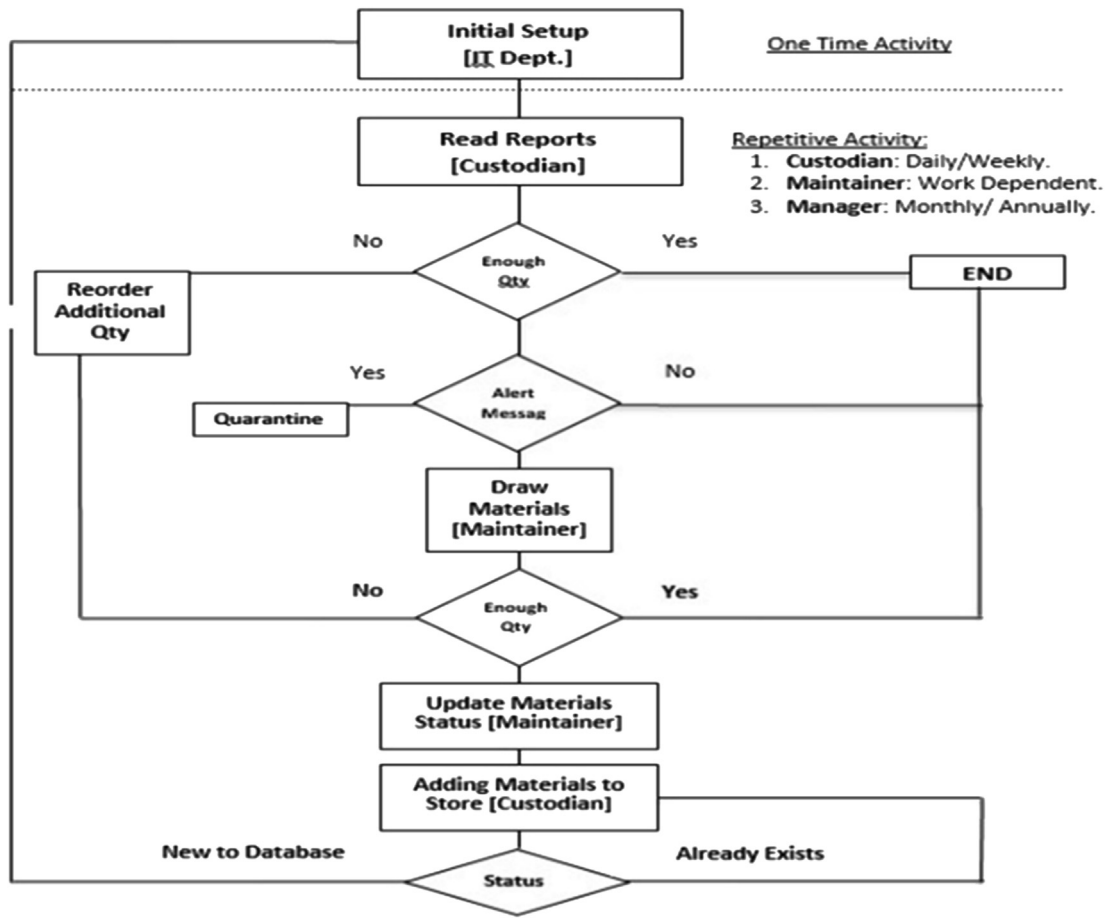 Initial Setup
[IT Dept.]
One Time Activity
Read Reports
[Custodian]
Repetitive Activity:
1. Custodian: Daily/Weekly.
2. Maintainer: Work Dependent.
3. Manager: Monthly/ Annually.
No
Yes
Enough
Qty
END
Reorder
Additional
Qty
Yes
No
Alert
Messag
Quarantine
Draw
Materials
[Maintainer]
No
Yes
Enough
Qty
Update Materials
Status [Maintainer]
Adding Materials to
Store [Custodian]
New to Database
Already Exists
Status